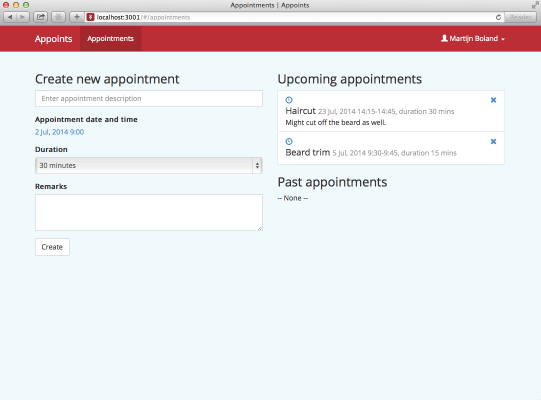 Appointments | Appoints
localhost:3001/#/appointments
Reader
Appoints
Appointments
Martijn Boland
Create new appointment
Enter appointment description
Appointment date and time
2 Jul, 2014 9:00
Duration
30 minutes
Remarks
Create
Upcoming appointments
Haircut 23 Jul, 2014 14:15-14:45, duration 30 mins
Might cut off the beard as well.
Beard trim 5 Jul, 2014 9:30-9:45, duration 15 mins
Past appointments
-- None --